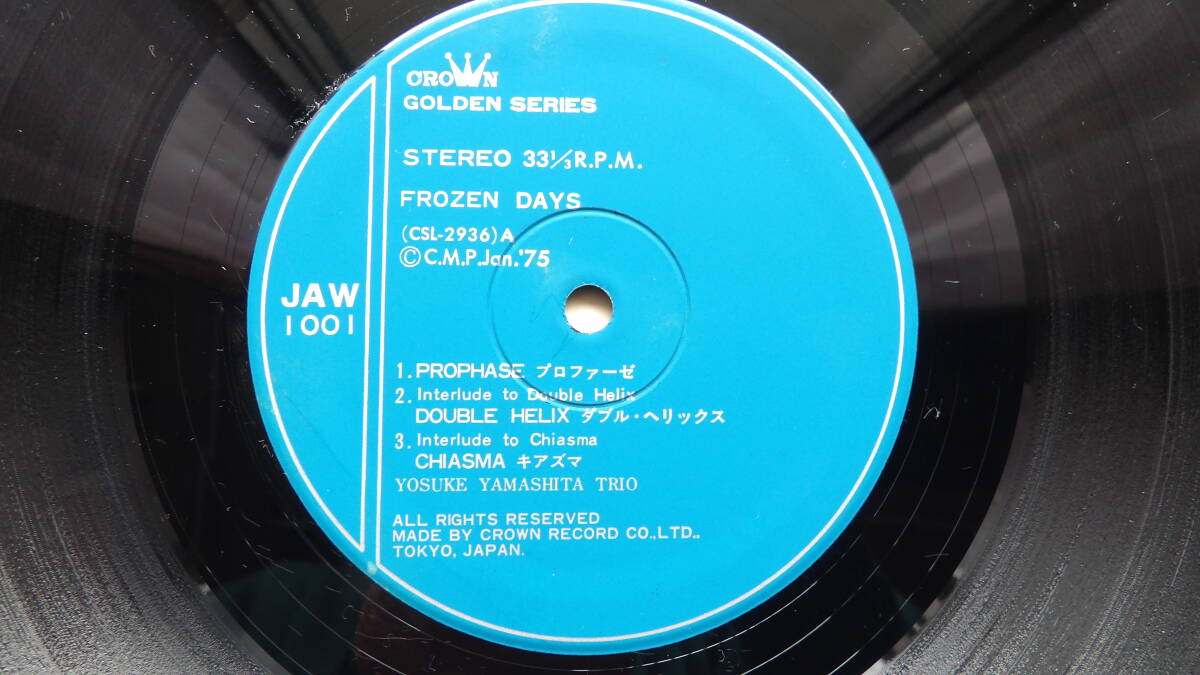 CROWN
GOLDEN SERIES
STEREO 33⅓ R.P.M.
FROZEN DAYS
(CSL-2936) A
© C.M.P. Jan. '75
JAW
1001
1. PROPHASE プロファーゼ
2. Interlude to Double Helix
DOUBLE HELIX ダブル・ヘリックス
3. Interlude to Chiasma
CHIASMA キアズマ
YOSUKE YAMASHITA TRIO
ALL RIGHTS RESERVED
MADE BY CROWN RECORD CO.,LTD..
TOKYO, JAPAN.